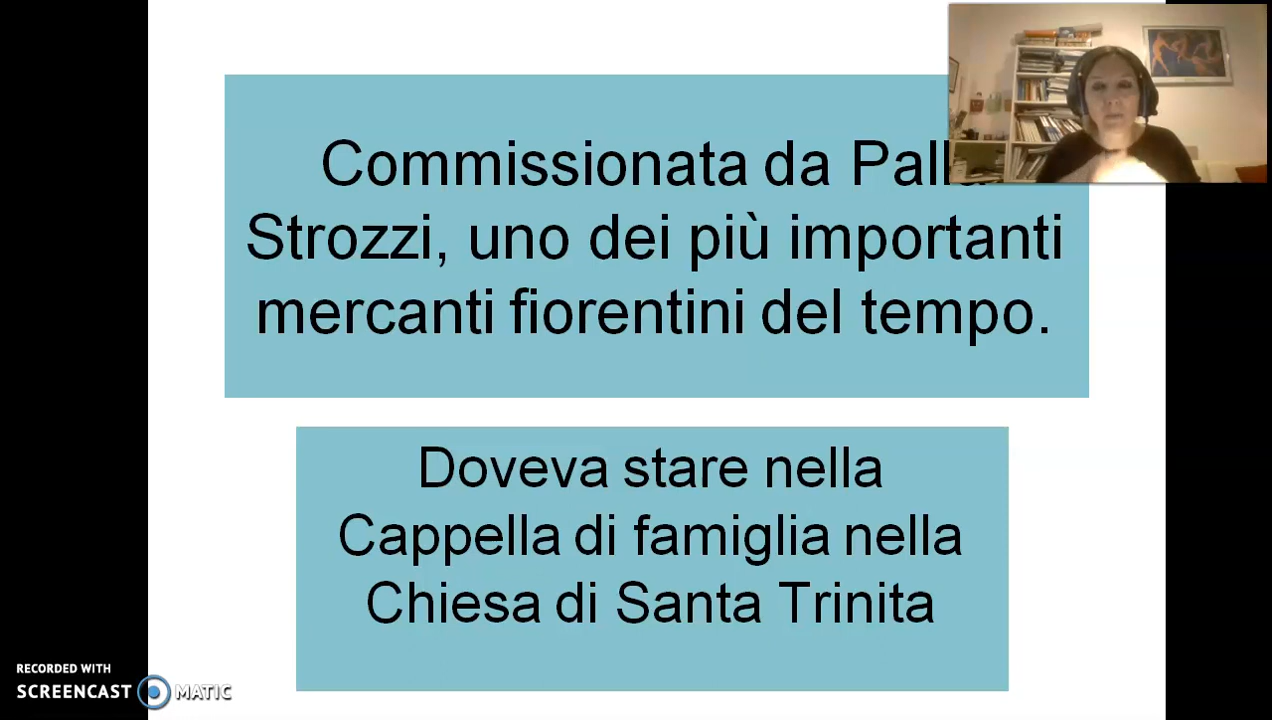 Commissionata da Palla
Strozzi, uno dei più importanti
mercanti fiorentini del tempo.
Doveva stare nella
Cappella di famiglia nella
Chiesa di Santa Trinita
RECORDED WITH
SCREENCAST MATIC